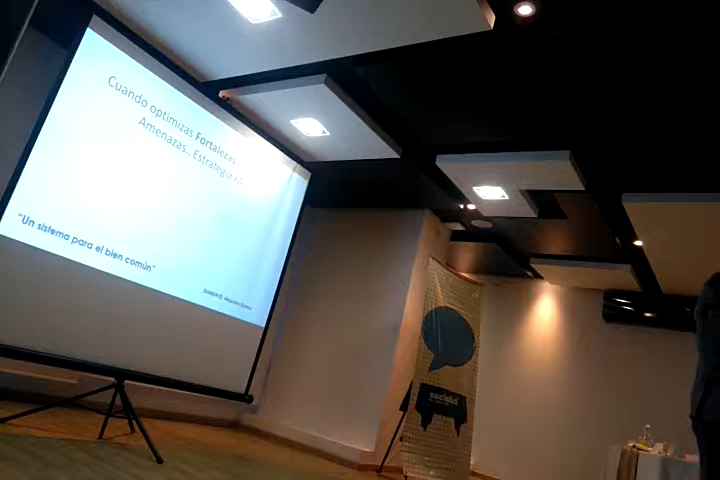 Cuando optimizas Fortalezas
Amenazas...Estrategia FA
"Un sistema para el bien común"